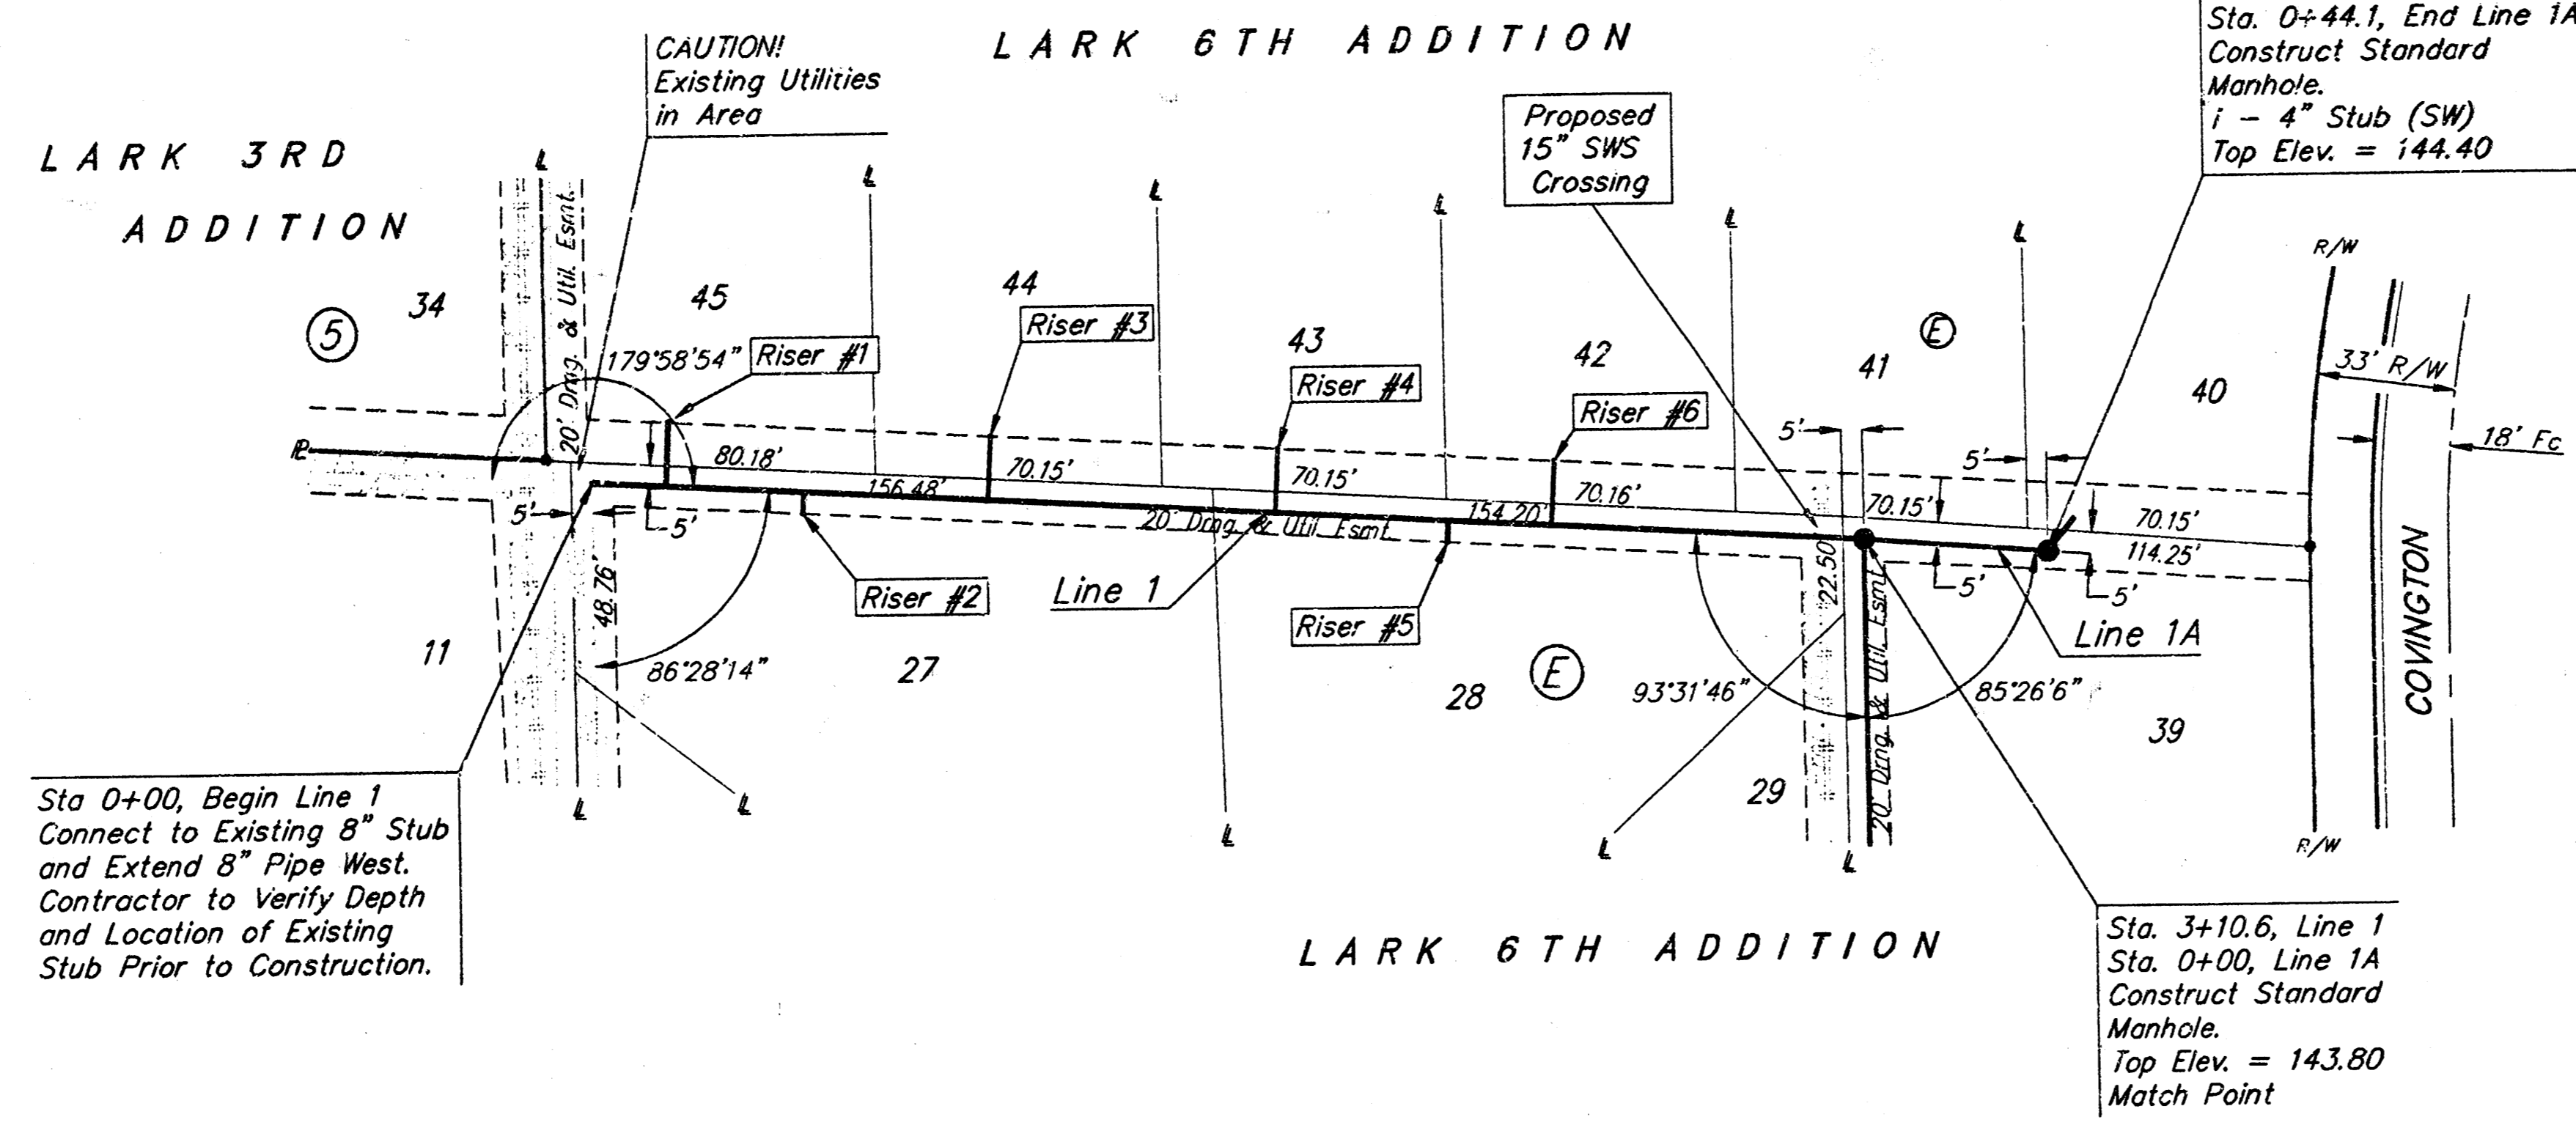 LARK 6TH ADDITION
Sta. 0+44.1, End Line 1A
Construct Standard
Manhole.
1 - 4" Stub (SW)
Top Elev. = 144.40
CAUTION!
Existing Utilities
in Area
Proposed
15" SWS
Crossing
LARK 3RD
ADDITION
20' Drng. & Util. Esmt.
R/W
34
45
44
43
42
41
E
40
5
179°58'54"
Riser #1
Riser #3
Riser #4
Riser #6
33' R/W
18' Fc
5'
5'
80.18'
70.15'
70.15'
70.16'
70.15'
70.15'
156.48'
154.20'
114.25'
20' Drng. & Util. Esmt.
5'
5'
5'
5'
48.76'
22.50'
Riser #2
Line 1
Riser #5
Line 1A
COVINGTON
11
86°28'14"
27
28
E
93°31'46"
85°26'6"
39
29
20' Drng. & Util. Esmt.
R/W
Sta 0+00, Begin Line 1
Connect to Existing 8" Stub
and Extend 8" Pipe West.
Contractor to Verify Depth
and Location of Existing
Stub Prior to Construction.
LARK 6TH ADDITION
Sta. 3+10.6, Line 1
Sta. 0+00, Line 1A
Construct Standard
Manhole.
Top Elev. = 143.80
Match Point